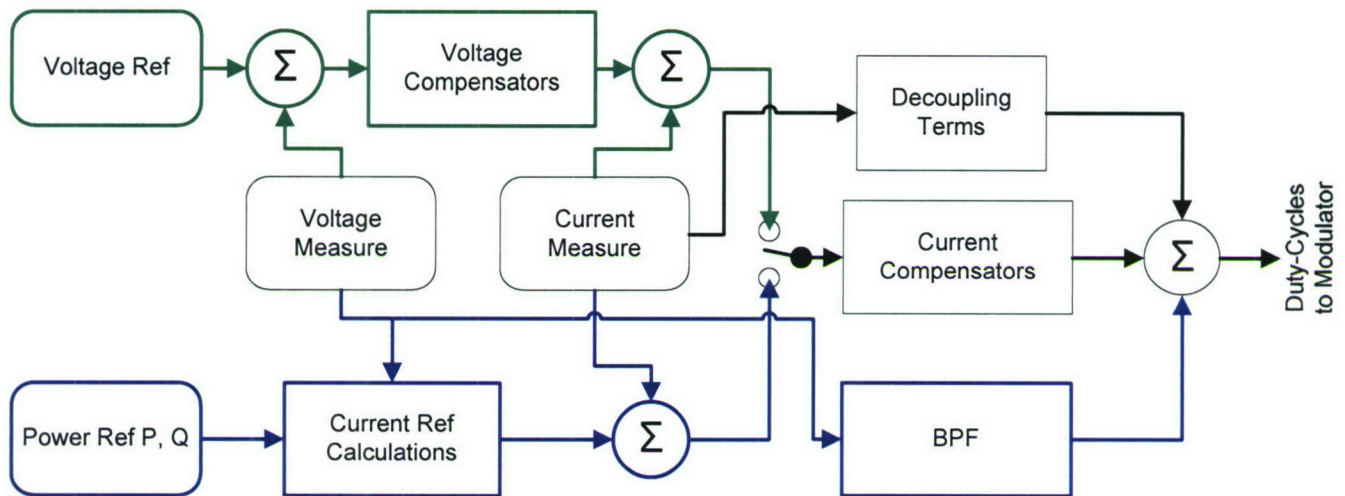 Voltage Ref
Σ
Voltage
Compensators
Σ
Decoupling
Terms
Voltage
Measure
Current
Measure
Current
Compensators
Σ
Duty-Cycles
to Modulator
Power Ref P, Q
Current Ref
Calculations
Σ
BPF